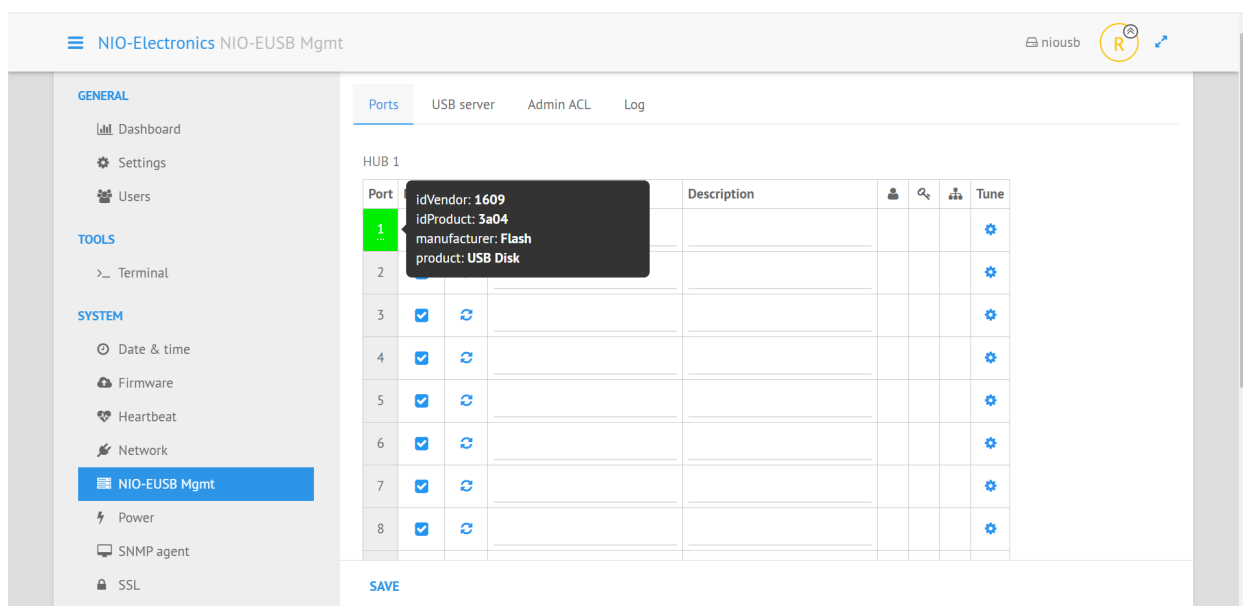 NIO-Electronics NIO-EUSB Mgmt
niousb
R
GENERAL
Dashboard
Settings
Users
TOOLS
>_ Terminal
SYSTEM
Date & time
Firmware
Heartbeat
Network
NIO-EUSB Mgmt
Power
SNMP agent
SSL
Ports USB server Admin ACL Log
HUB 1
Port Description Tune
1
idVendor: 1609
idProduct: 3a04
manufacturer: Flash
product: USB Disk
2
3
4
5
6
7
8
SAVE